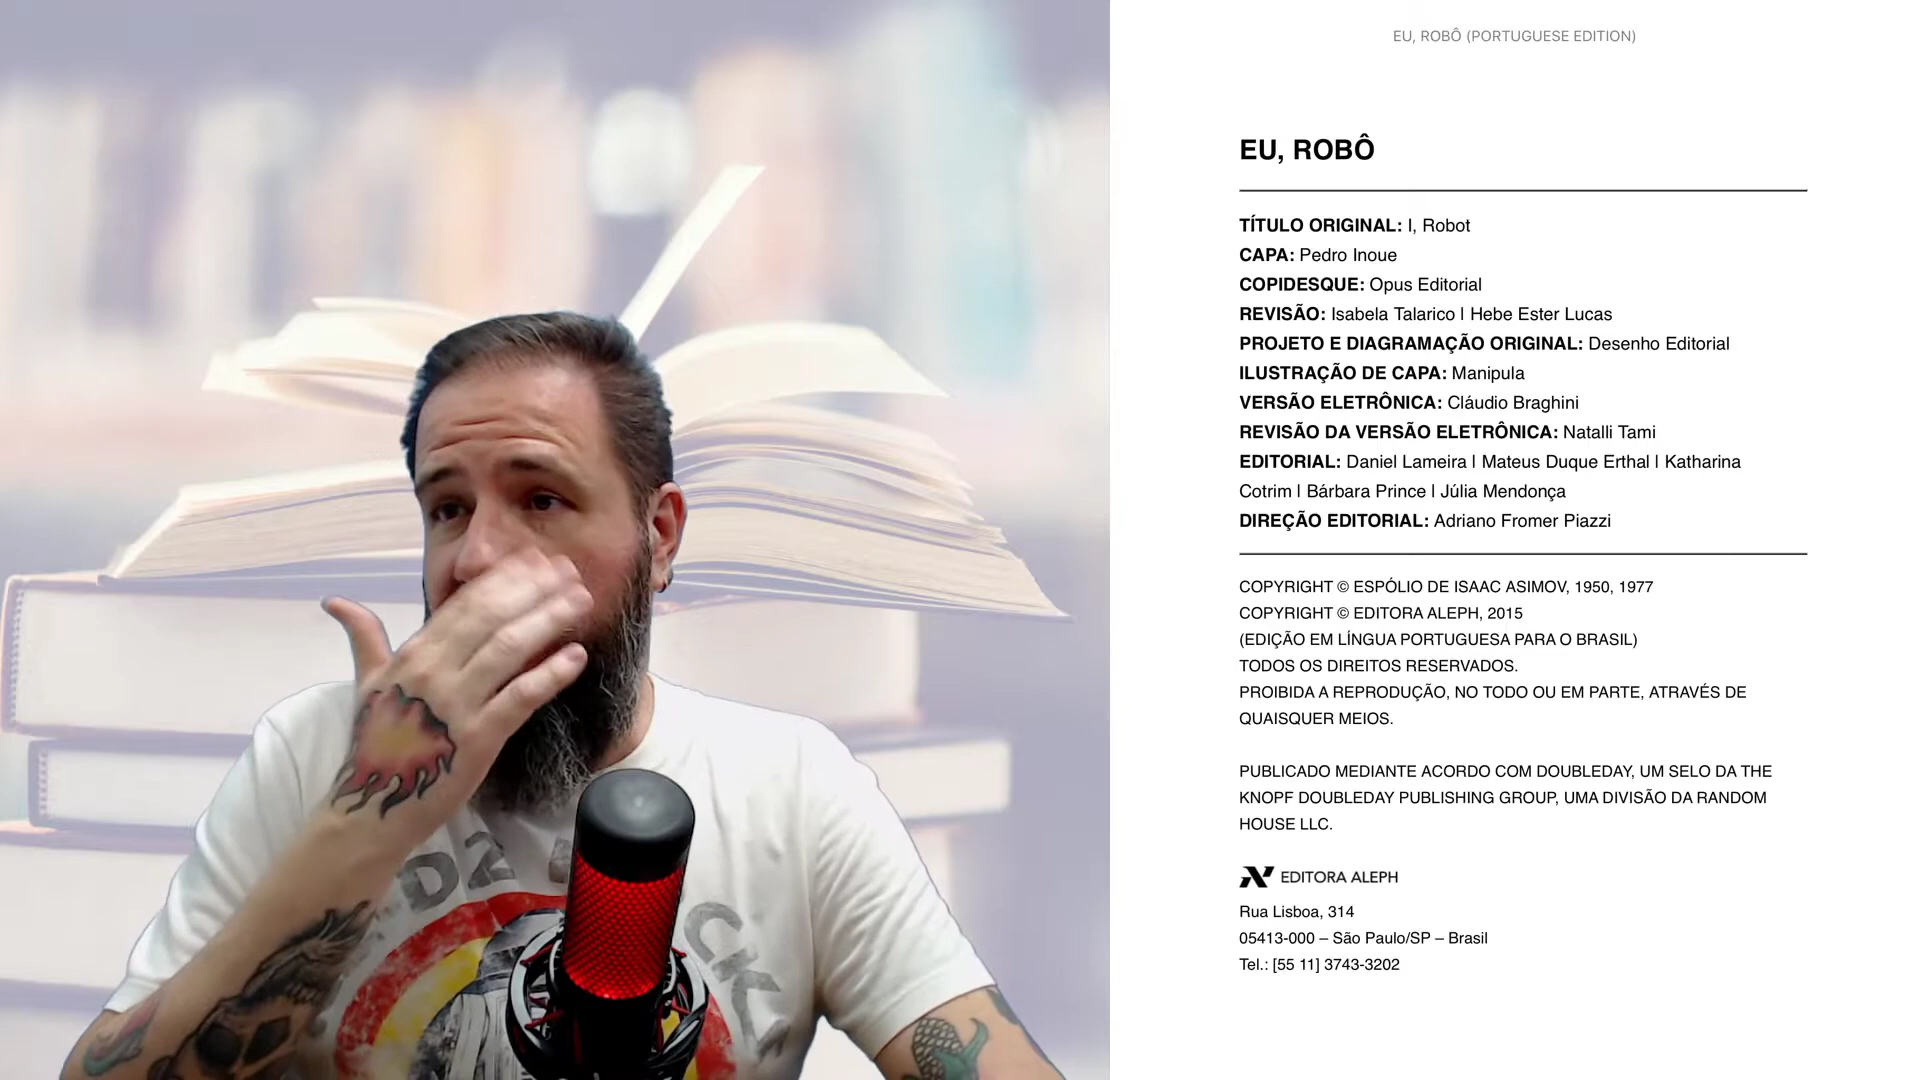 EU, ROBÔ (PORTUGUESE EDITION)
EU, ROBÔ
TÍTULO ORIGINAL: I, Robot
CAPA: Pedro Inoue
COPIDESQUE: Opus Editorial
REVISÃO: Isabela Talarico | Hebe Ester Lucas
PROJETO E DIAGRAMAÇÃO ORIGINAL: Desenho Editorial
ILUSTRAÇÃO DE CAPA: Manipula
VERSÃO ELETRÔNICA: Cláudio Braghini
REVISÃO DA VERSÃO ELETRÔNICA: Natalli Tami
EDITORIAL: Daniel Lameira | Mateus Duque Erthal | Katharina
Cotrim | Bárbara Prince | Júlia Mendonça
DIREÇÃO EDITORIAL: Adriano Fromer Piazzi
COPYRIGHT © ESPÓLIO DE ISAAC ASIMOV, 1950, 1977
COPYRIGHT © EDITORA ALEPH, 2015
(EDIÇÃO EM LÍNGUA PORTUGUESA PARA O BRASIL)
TODOS OS DIREITOS RESERVADOS.
PROIBIDA A REPRODUÇÃO, NO TODO OU EM PARTE, ATRAVÉS DE
QUAISQUER MEIOS.
PUBLICADO MEDIANTE ACORDO COM DOUBLEDAY, UM SELO DA THE
KNOPF DOUBLEDAY PUBLISHING GROUP, UMA DIVISÃO DA RANDOM
HOUSE LLC.
EDITORA ALEPH
Rua Lisboa, 314
05413-000 – São Paulo/SP – Brasil
Tel.: [55 11] 3743-3202